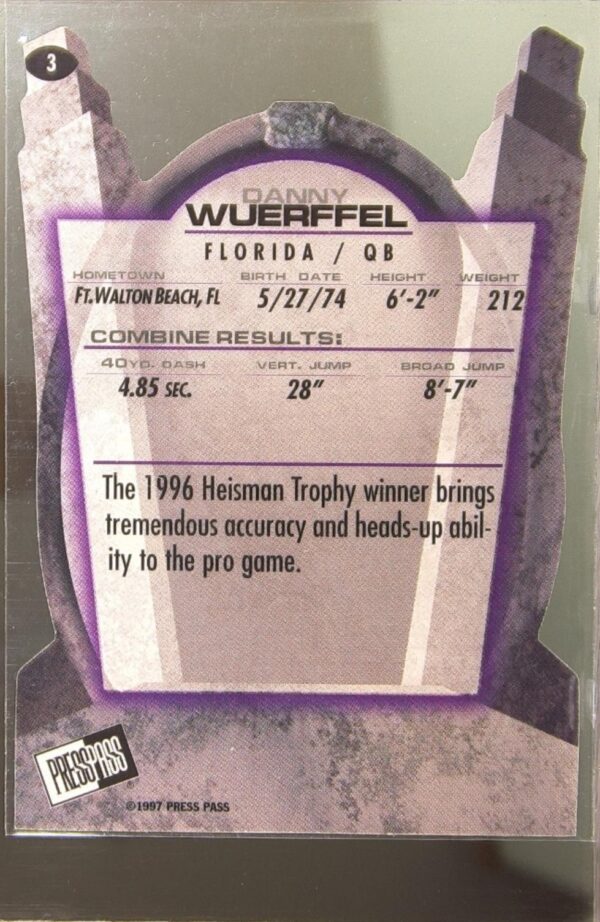 3
DANNY
WUERFFEL
FLORIDA / QB
HOMETOWN BIRTH DATE HEIGHT WEIGHT
FT. WALTON BEACH, FL 5/27/74 6'-2" 212
COMBINE RESULTS:
40YD. DASH VERT. JUMP BROAD JUMP
4.85 SEC. 28" 8'-7"
The 1996 Heisman Trophy winner brings
tremendous accuracy and heads-up abil-
ity to the pro game.
PRESS PASS
©1997 PRESS PASS